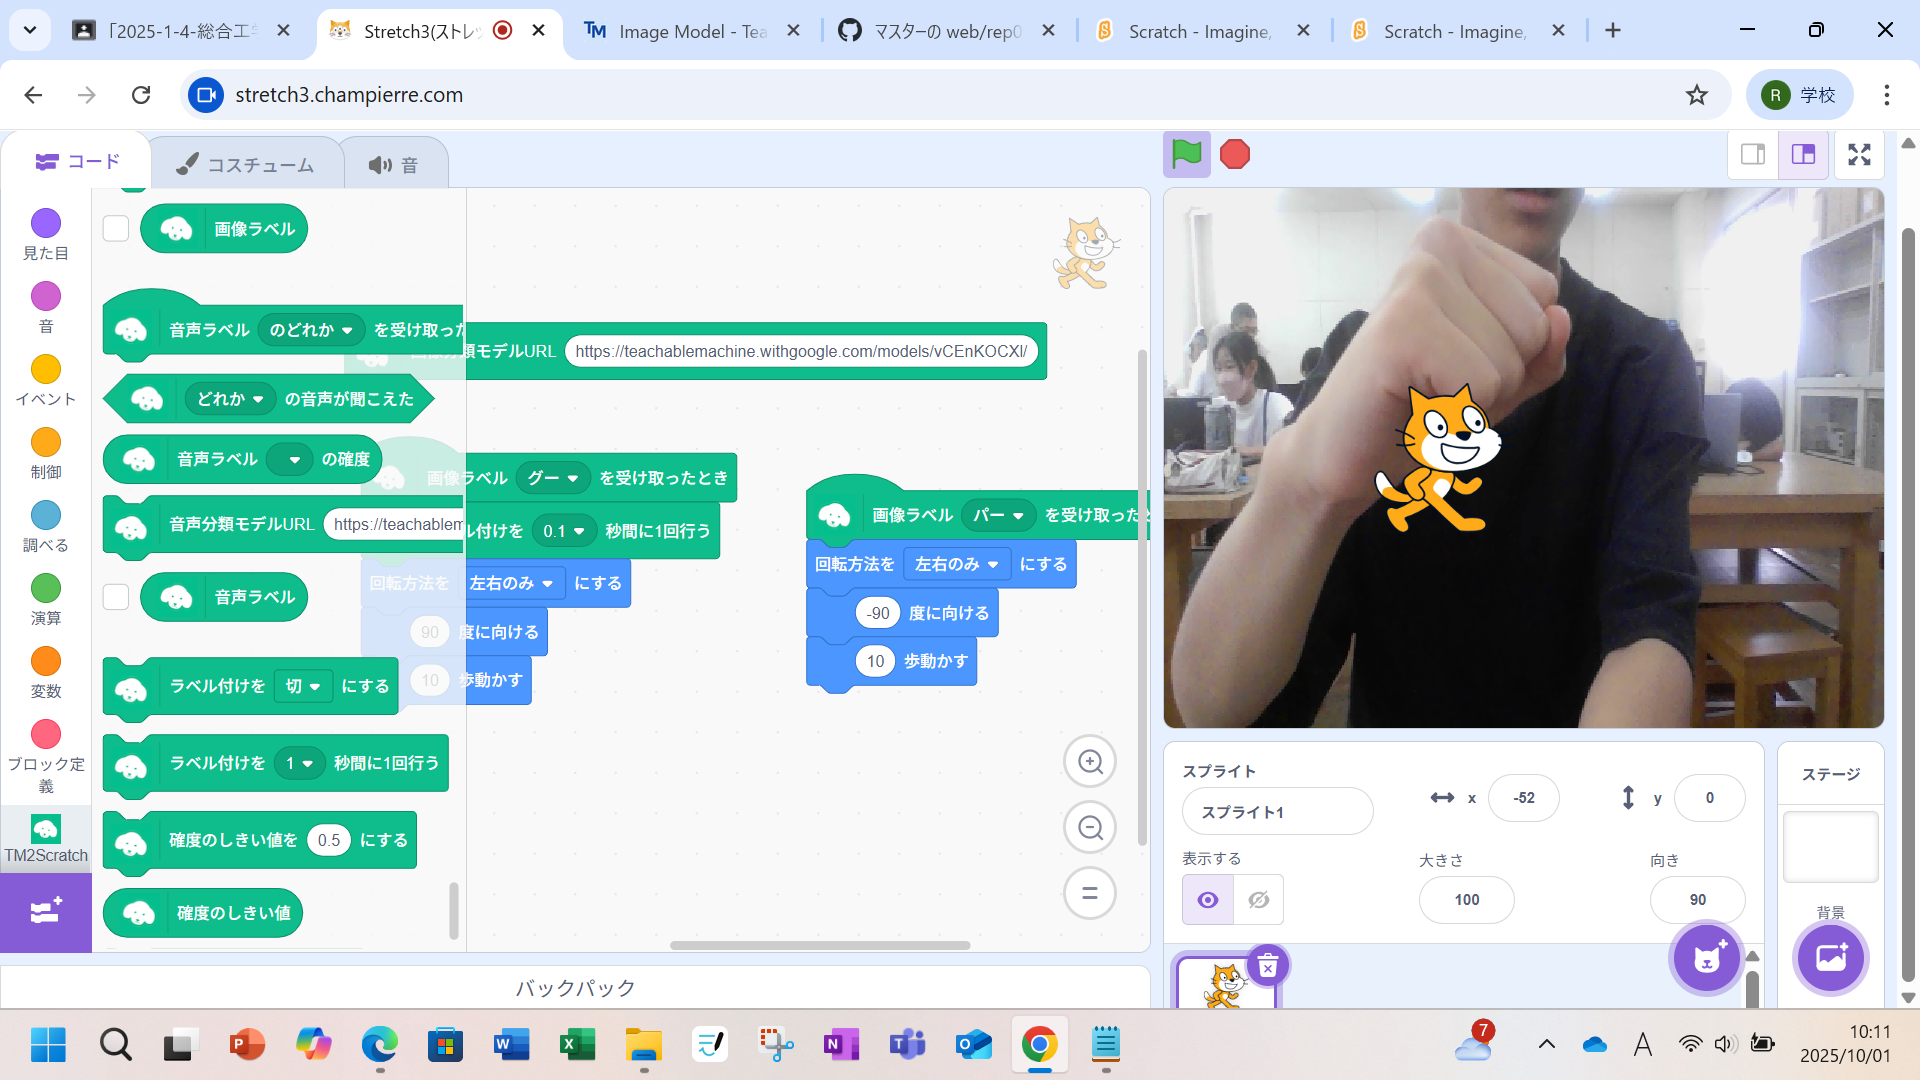 「2025-1-4-総合工学
Stretch3(ストレッ
Image Model - Tea
マスターの web/rep0
Scratch - Imagine,
Scratch - Imagine,
stretch3.champierre.com
R 学校
コード
コスチューム
音
見た目
音
イベント
制御
調べる
演算
変数
ブロック定
義
TM2Scratch
画像ラベル
音声ラベル のどれか を受け取った
どれか の音声が聞こえた
音声ラベル の確度
音声分類モデルURL https://teachablem
音声ラベル
ラベル付けを 切 にする
ラベル付けを 1 秒間に1回行う
確度のしきい値を 0.5 にする
確度のしきい値
画像分類モデルURL https://teachablemachine.withgoogle.com/models/vCEnKOCXl/
画像ラベル グー を受け取ったとき
ル付けを 0.1 秒間に1回行う
回転方法を 左右のみ にする
90 度に向ける
10 歩動かす
画像ラベル パー を受け取ったと
回転方法を 左右のみ にする
-90 度に向ける
10 歩動かす
バックパック
スプライト
スプライト1
x -52
y 0
表示する
大きさ
100
向き
90
ステージ
背景
7
A
10:11
2025/10/01